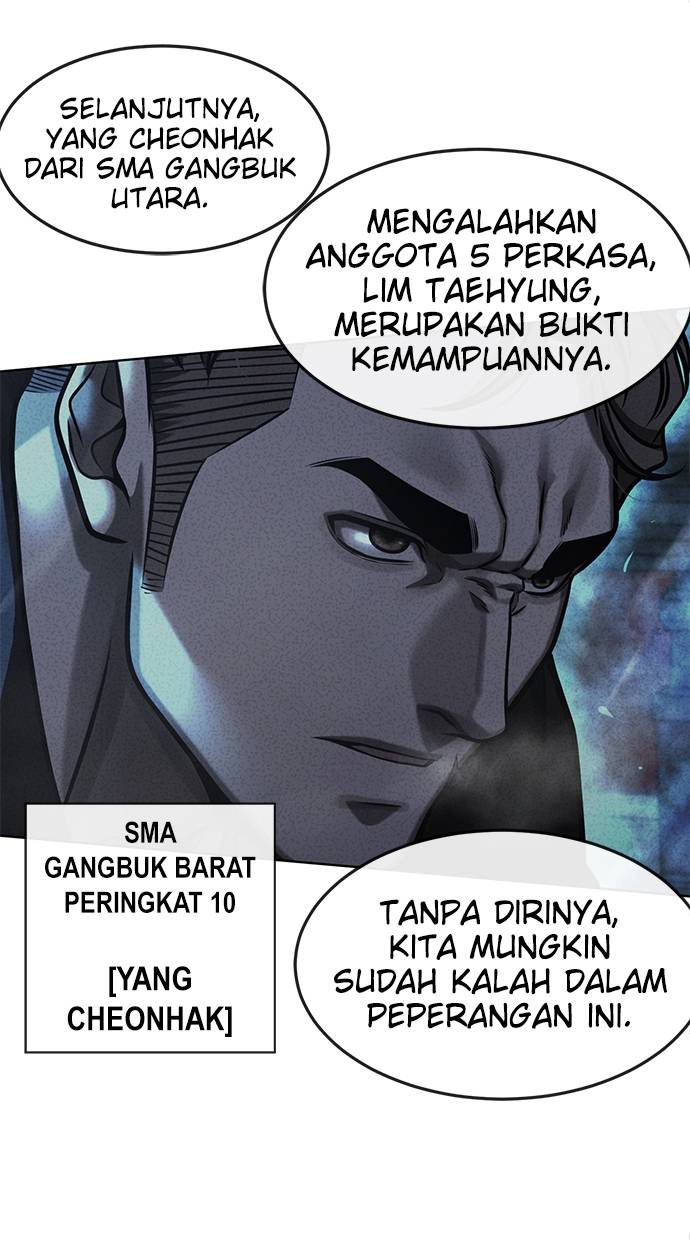 SELANJUTNYA,
YANG CHEONHAK
DARI SMA GANGBUK
UTARA.
MENGALAHKAN
ANGGOTA 5 PERKASA,
LIM TAEHYUNG,
MERUPAKAN BUKTI
KEMAMPUANNYA.
SMA
GANGBUK BARAT
PERINGKAT 10
[YANG
CHEONHAK]
TANPA DIRINYA,
KITA MUNGKIN
SUDAH KALAH DALAM
PEPERANGAN INI.